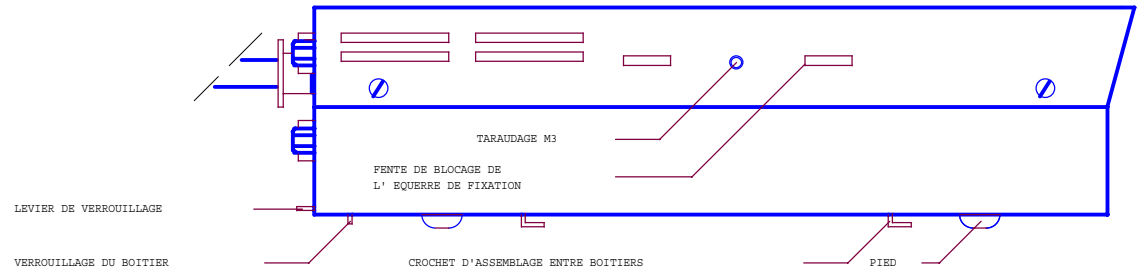 TARAUDAGE M3
FENTE DE BLOCAGE DE
L' EQUERRE DE FIXATION
LEVIER DE VERROUILLAGE
VERROUILLAGE DU BOITIER
CROCHET D'ASSEMBLAGE ENTRE BOITIERS
PIED